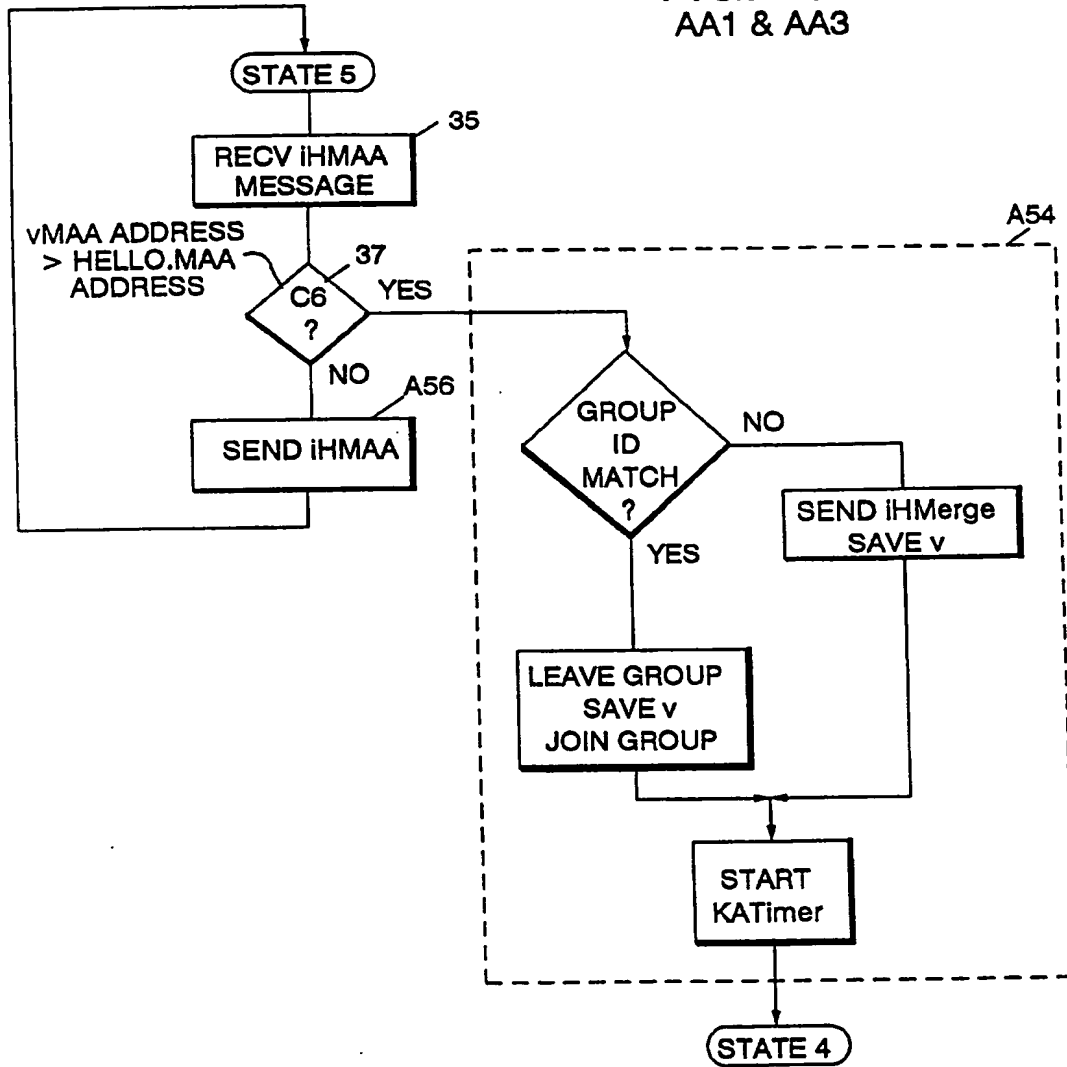 AA1 & AA3
STATE 5
35
RECV iHMAA
MESSAGE
vMAA ADDRESS
> HELLO.MAA
ADDRESS
37
C6
?
YES
NO
A56
SEND iHMAA
A54
GROUP
ID
MATCH
?
NO
YES
SEND iHMerge
SAVE v
LEAVE GROUP
SAVE v
JOIN GROUP
START
KATimer
STATE 4